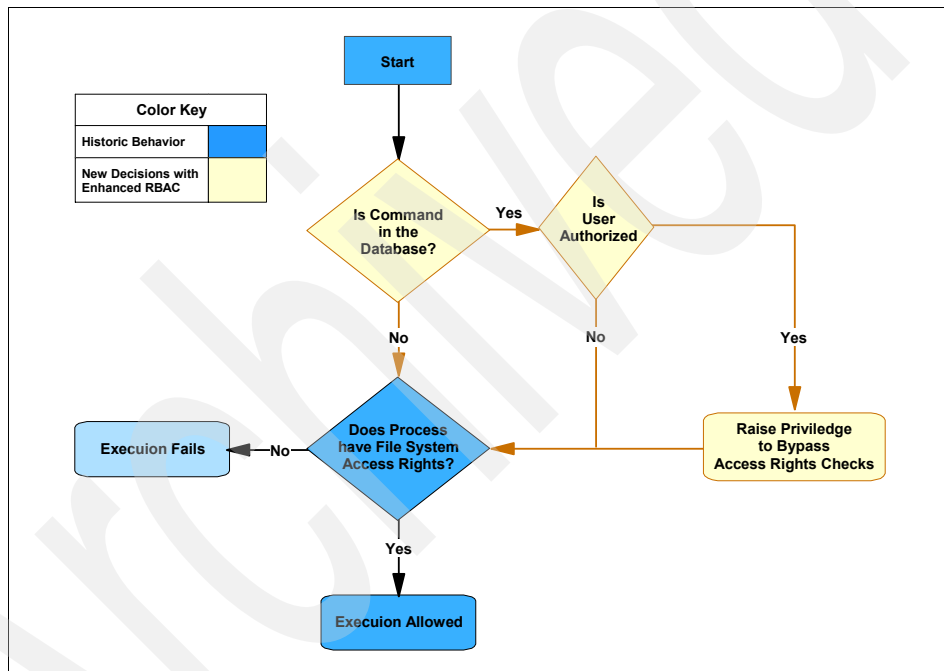 Start
Color Key
Historic Behavior
New Decisions with
Enhanced RBAC
Is Command
in the
Database?
Yes
Is
User
Authorized
No
No
Yes
Does Process
have File System
Access Rights?
No
Execuion Fails
Raise Priviledge
to Bypass
Access Rights Checks
Yes
Execuion Allowed
Archived